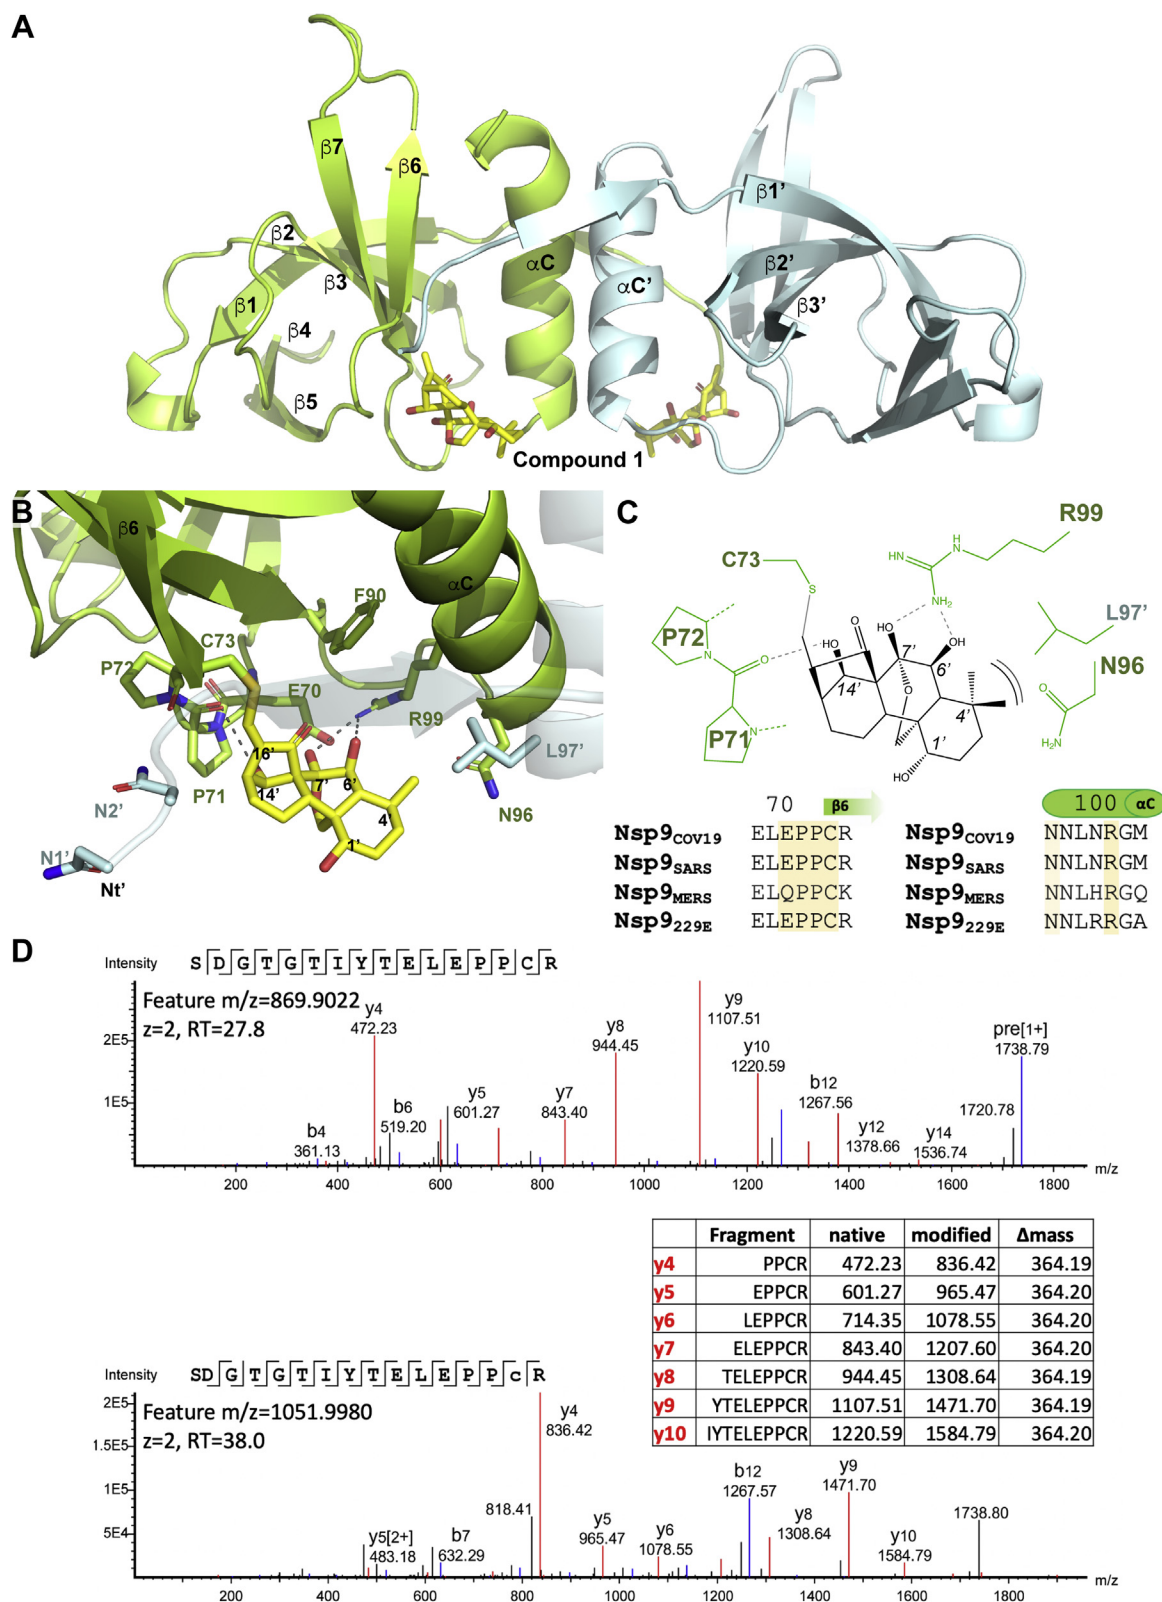 A
β7
β6
β2
β3
β1
β4
β5
αC
αC’
β1’
β2’
β3’
Compound 1
B
β6
αC
F90
C73
P72
E70
R99
L97’
16’
7’
6’
14’
P71
N2’
4’
N96
1’
N1’
Nt’
C
R99
C73
S
HN
H
N
NH₂
HO
OH
O
HO
7’
6’
14’
O
O
P72
N
P71
N
L97’
N96
O
H₂N
4’
1’
HO
70 β6 100 αC
Nsp9COV19 ELEPPCR Nsp9COV19 NNLNRGM
Nsp9SARS ELEPPCR Nsp9SARS NNLNRGM
Nsp9MERS ELQPPCK Nsp9MERS NNLHRGQ
Nsp9229E ELEPPCR Nsp9229E NNLRRGA
D
Intensity S D G T G T I Y T E L E P P C R
Feature m/z=869.9022
z=2, RT=27.8
2E5
1E5
b4
361.13
y4
472.23
b6
519.20
y5
601.27
y7
843.40
y8
944.45
y9
1107.51
y10
1220.59
b12
1267.56
y12
1378.66
y14
1536.74
1720.78
pre[1+]
1738.79
200 400 600 800 1000 1200 1400 1600 1800 m/z
Fragment native modified Δmass
y4 PPCR 472.23 836.42 364.19
y5 EPPCR 601.27 965.47 364.20
y6 LEPPCR 714.35 1078.55 364.20
y7 ELEPPCR 843.40 1207.60 364.20
y8 TELEPPCR 944.45 1308.64 364.19
y9 YTELEPPCR 1107.51 1471.70 364.19
y10 IYTELEPPCR 1220.59 1584.79 364.20
Intensity SD G T G T I Y T E L E P P c R
Feature m/z=1051.9980
z=2, RT=38.0
2E5
1.5E5
1E5
5E4
y5[2+]
483.18
b7
632.29
818.41
y4
836.42
y5
965.47
y6
1078.55
b12
1267.57
y8
1308.64
y9
1471.70
y10
1584.79
1738.80
200 400 600 800 1000 1200 1400 1600 1800 m/z